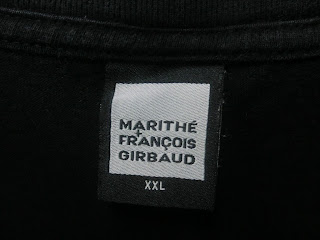 MARITHÉ
+
FRANÇOIS
GIRBAUD
XXL